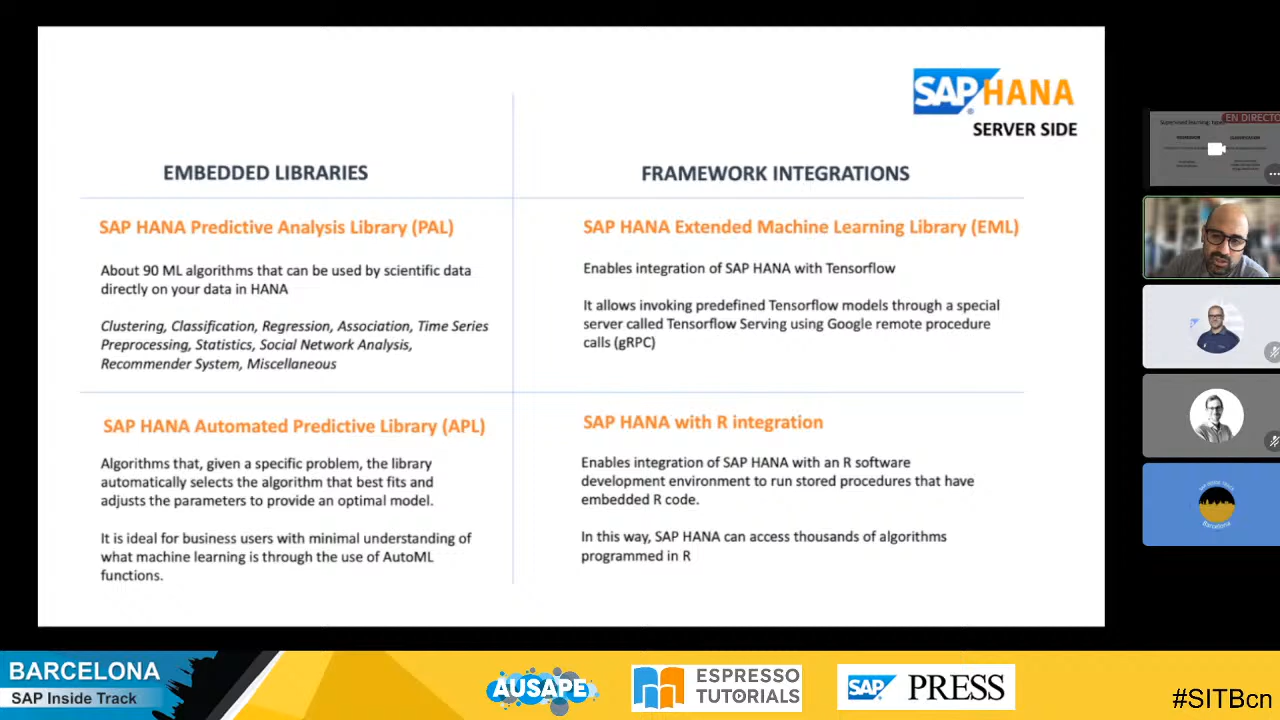 SAP HANA
SERVER SIDE
EMBEDDED LIBRARIES
FRAMEWORK INTEGRATIONS
SAP HANA Predictive Analysis Library (PAL)
About 90 ML algorithms that can be used by scientific data
directly on your data in HANA
Clustering, Classification, Regression, Association, Time Series
Preprocessing, Statistics, Social Network Analysis,
Recommender System, Miscellaneous
SAP HANA Extended Machine Learning Library (EML)
Enables integration of SAP HANA with Tensorflow
It allows invoking predefined Tensorflow models through a special
server called Tensorflow Serving using Google remote procedure
calls (gRPC)
SAP HANA Automated Predictive Library (APL)
Algorithms that, given a specific problem, the library
automatically selects the algorithm that best fits and
adjusts the parameters to provide an optimal model.
It is ideal for business users with minimal understanding of
what machine learning is through the use of AutoML
functions.
SAP HANA with R integration
Enables integration of SAP HANA with an R software
development environment to run stored procedures that have
embedded R code.
In this way, SAP HANA can access thousands of algorithms
programmed in R
EN DIRECTO
Barcelona
BARCELONA
SAP Inside Track
AUSAPE
ESPRESSO
TUTORIALS
SAP PRESS
#SITBcn